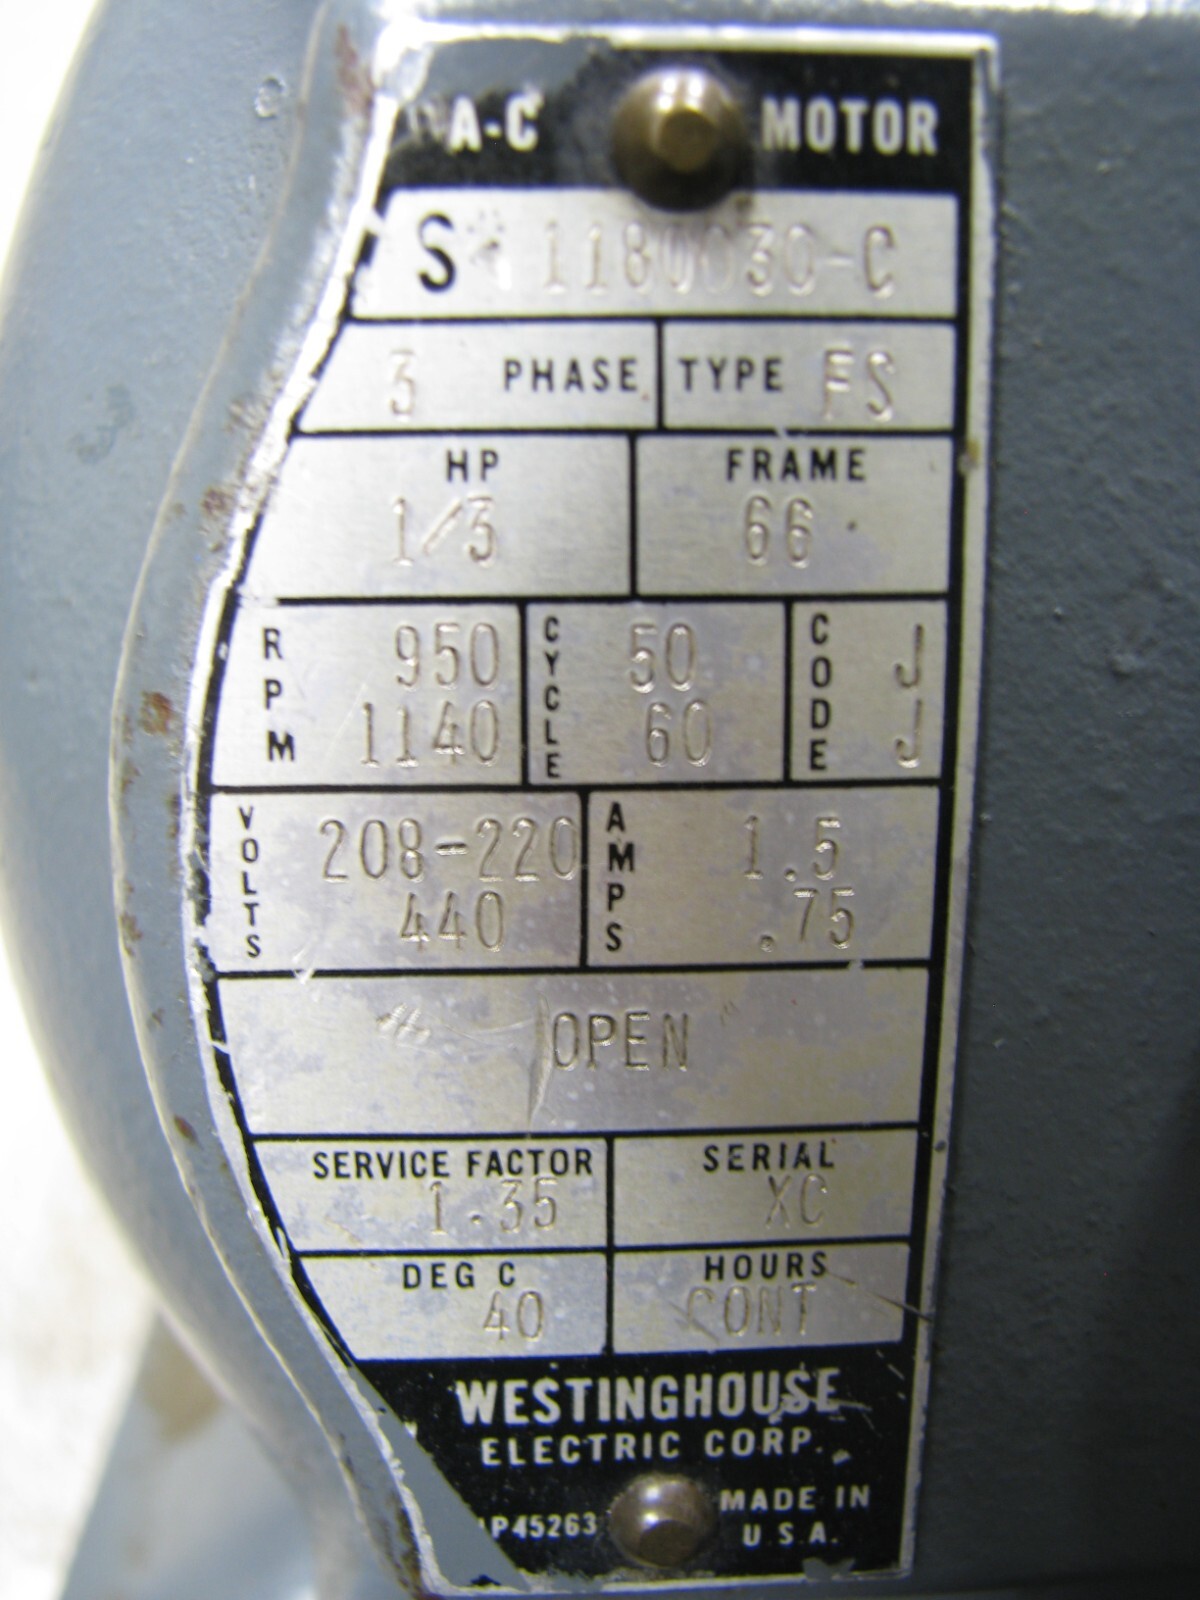 A-C MOTOR
S 1180030-C
3 PHASE TYPE FS
HP FRAME
1/3 66
RPM 950 CYCLE 50 CODE J
1140 60 J
VOLTS 208-220 AMPS 1.5
440 .75
OPEN
SERVICE FACTOR SERIAL
1.35 XC
DEG C HOURS
40 CONT
WESTINGHOUSE
ELECTRIC CORP.
MADE IN
P45263 U.S.A.